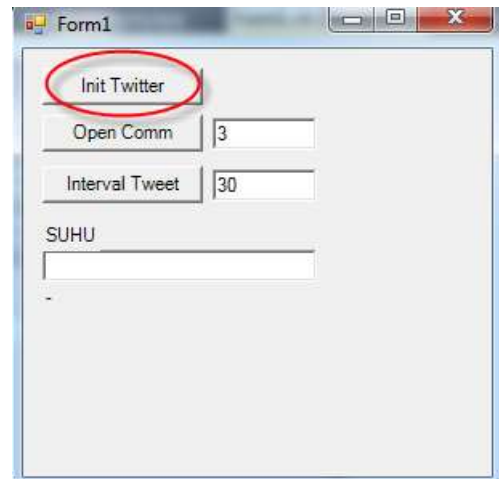 Form1
Init Twitter
Open Comm 3
Interval Tweet 30
SUHU
-